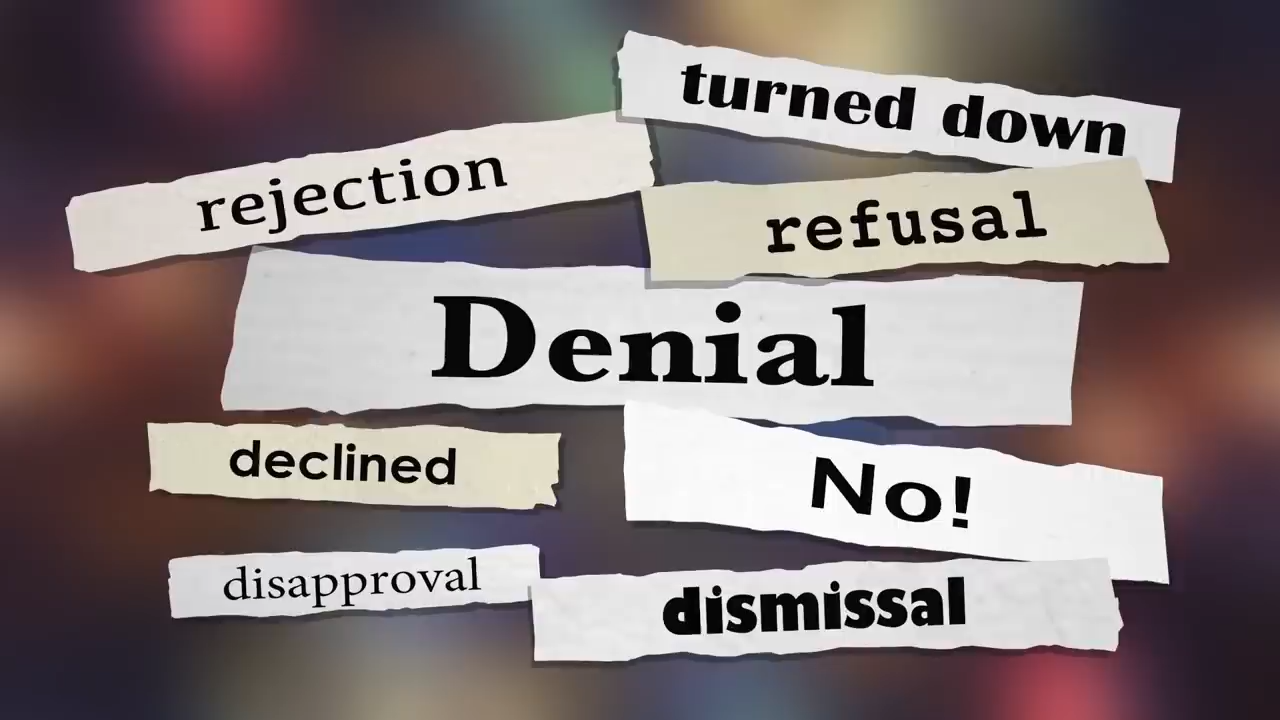 turned down
rejection
refusal
Denial
declined
No!
disapproval
dismissal